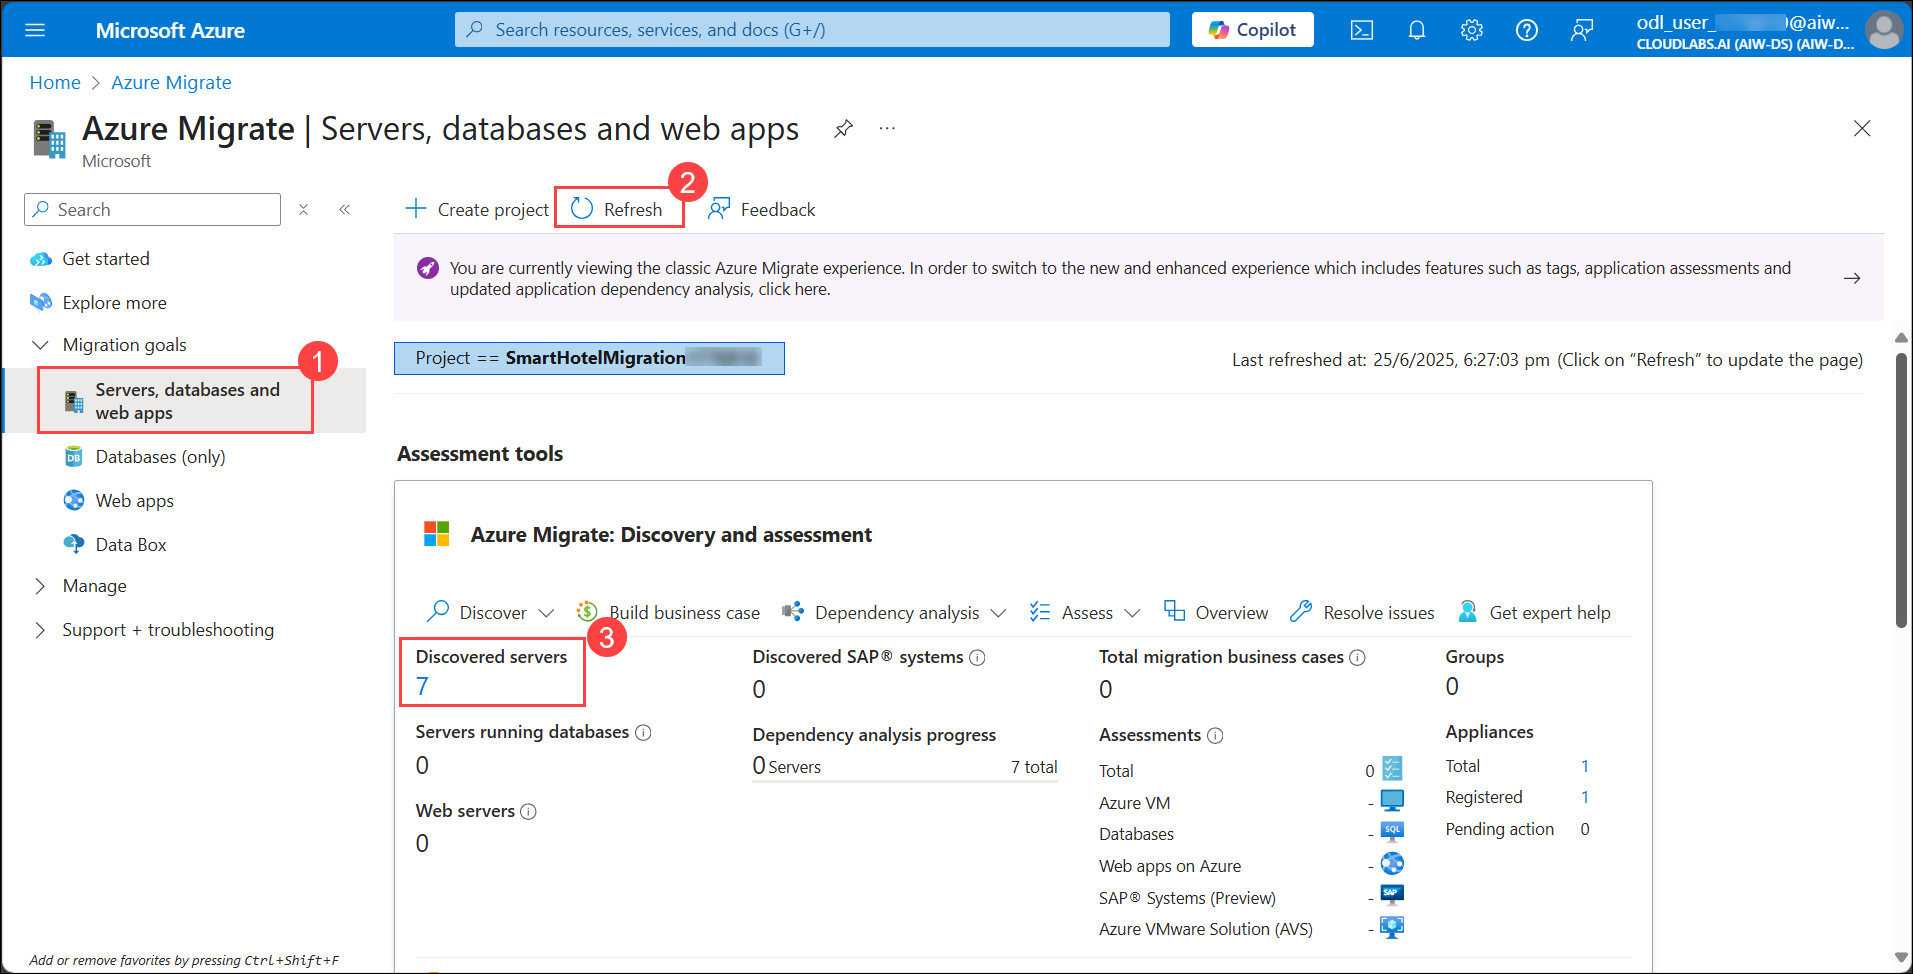 Microsoft Azure
Search resources, services, and docs (G+/)
Copilot
odl_user_ @aiw...
CLOUDLABS.AI (AIW-DS) (AIW-D...
Home > Azure Migrate
Azure Migrate | Servers, databases and web apps
Microsoft
Search
Create project
Refresh
2
Feedback
Get started
Explore more
Migration goals
1
Servers, databases and
web apps
Databases (only)
Web apps
Data Box
Manage
Support + troubleshooting
Add or remove favorites by pressing Ctrl+Shift+F
You are currently viewing the classic Azure Migrate experience. In order to switch to the new and enhanced experience which includes features such as tags, application assessments and
updated application dependency analysis, click here.
Project == SmartHotelMigration
Last refreshed at: 25/6/2025, 6:27:03 pm (Click on “Refresh” to update the page)
Assessment tools
Azure Migrate: Discovery and assessment
Discover
Build business case
Dependency analysis
Assess
Overview
Resolve issues
Get expert help
3
Discovered servers
7
Servers running databases
0
Web servers
0
Discovered SAP® systems
0
Dependency analysis progress
0 Servers 7 total
Total migration business cases
0
Assessments
Total 0
Azure VM -
Databases - SQL
Web apps on Azure -
SAP® Systems (Preview) - SAP
Azure VMware Solution (AVS) -
Groups
0
Appliances
Total 1
Registered 1
Pending action 0
DB